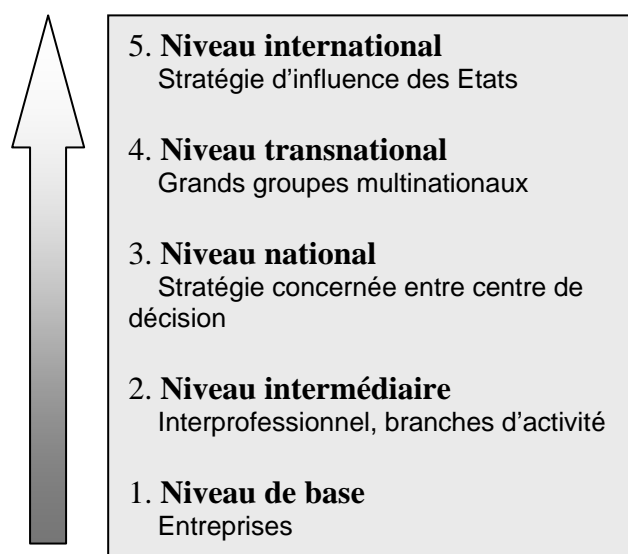 5. Niveau international
Stratégie d’influence des Etats
4. Niveau transnational
Grands groupes multinationaux
3. Niveau national
Stratégie concernée entre centre de
décision
2. Niveau intermédiaire
Interprofessionnel, branches d’activité
1. Niveau de base
Entreprises